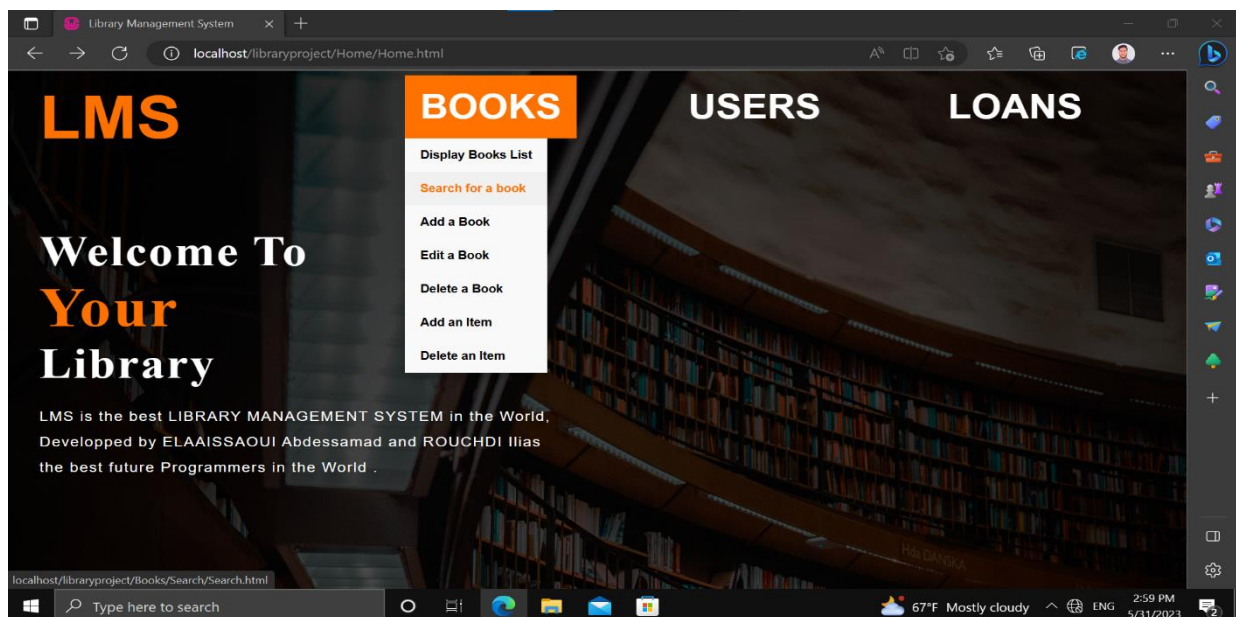 Library Management System
localhost/libraryproject/Home/Home.html
LMS
BOOKS
USERS
LOANS
Display Books List
Search for a book
Add a Book
Edit a Book
Delete a Book
Add an Item
Delete an Item
Welcome To
Your
Library
LMS is the best LIBRARY MANAGEMENT SYSTEM in the World,
Developped by ELAAISSAOUI Abdessamad and ROUCHDI Ilias
the best future Programmers in the World .
Hda DANSKA
localhost/libraryproject/Books/Search/Search.html
Type here to search
67°F Mostly cloudy
ENG
2:59 PM
5/31/2023
2